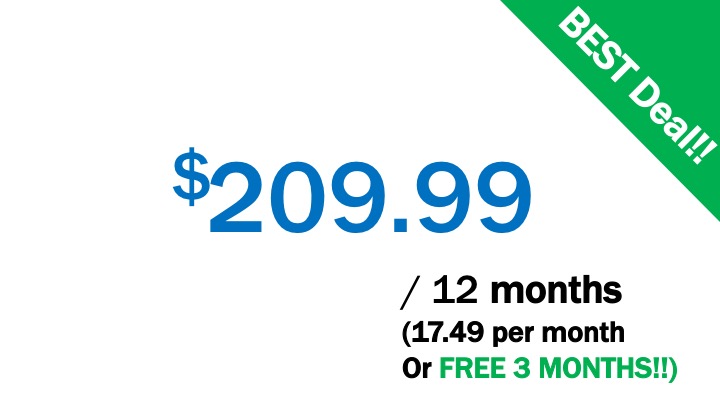 BEST Deal!!
$209.99
/ 12 months
(17.49 per month
Or FREE 3 MONTHS!!)